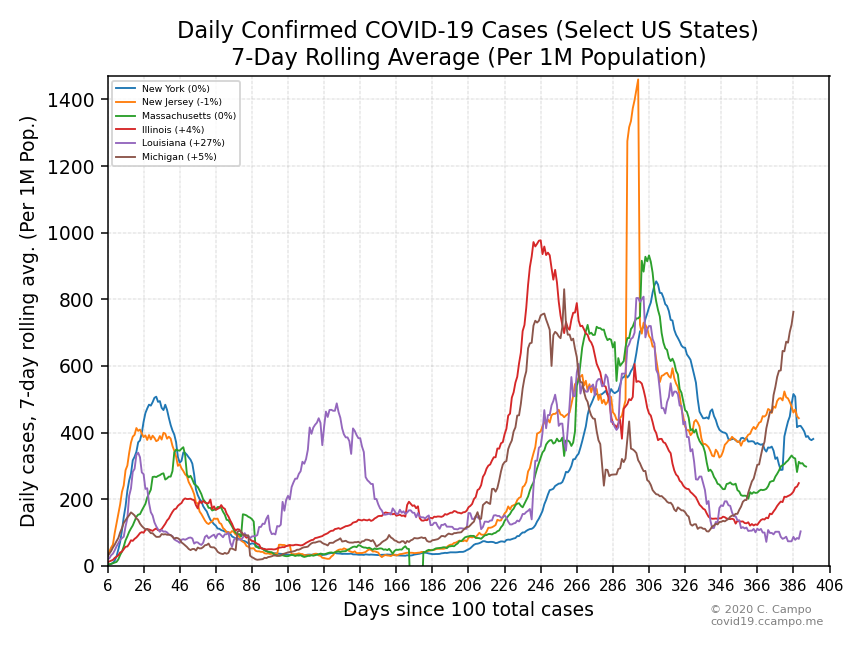 Daily Confirmed COVID-19 Cases (Select US States)
7-Day Rolling Average (Per 1M Population)
Daily cases, 7-day rolling avg. (Per 1M Pop.)
1400
1200
1000
800
600
400
200
0
New York (0%)
New Jersey (-1%)
Massachusetts (0%)
Illinois (+4%)
Louisiana (+27%)
Michigan (+5%)
6 26 46 66 86 106 126 146 166 186 206 226 246 266 286 306 326 346 366 386 406
Days since 100 total cases
© 2020 C. Campo
covid19.ccampo.me